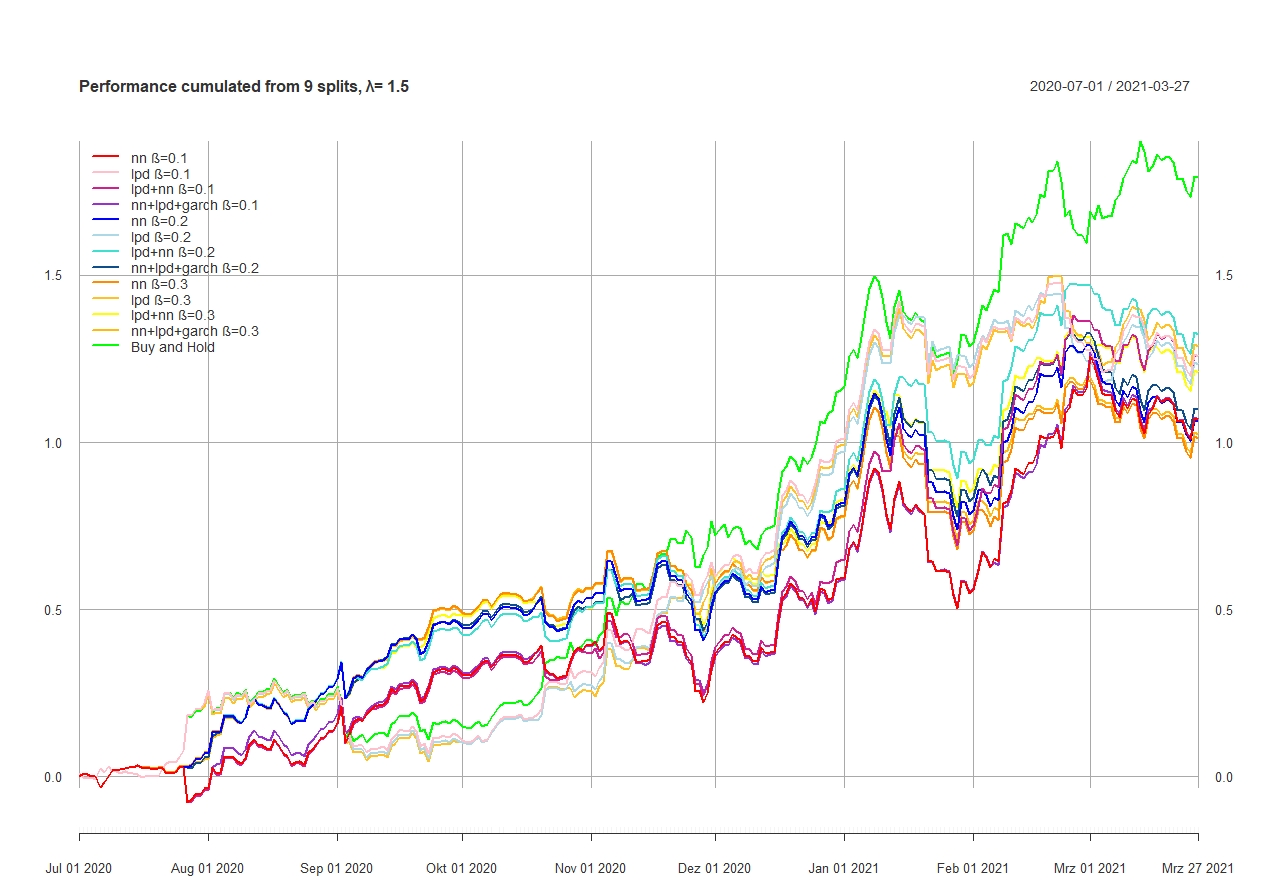 Performance cumulated from 9 splits, λ= 1.5
2020-07-01 / 2021-03-27
nn ß=0.1
lpd ß=0.1
lpd+nn ß=0.1
nn+lpd+garch ß=0.1
nn ß=0.2
lpd ß=0.2
lpd+nn ß=0.2
nn+lpd+garch ß=0.2
nn ß=0.3
lpd ß=0.3
lpd+nn ß=0.3
nn+lpd+garch ß=0.3
Buy and Hold
1.5 1.5
1.0 1.0
0.5 0.5
0.0 0.0
Jul 01 2020 Aug 01 2020 Sep 01 2020 Okt 01 2020 Nov 01 2020 Dez 01 2020 Jan 01 2021 Feb 01 2021 Mrz 01 2021 Mrz 27 2021